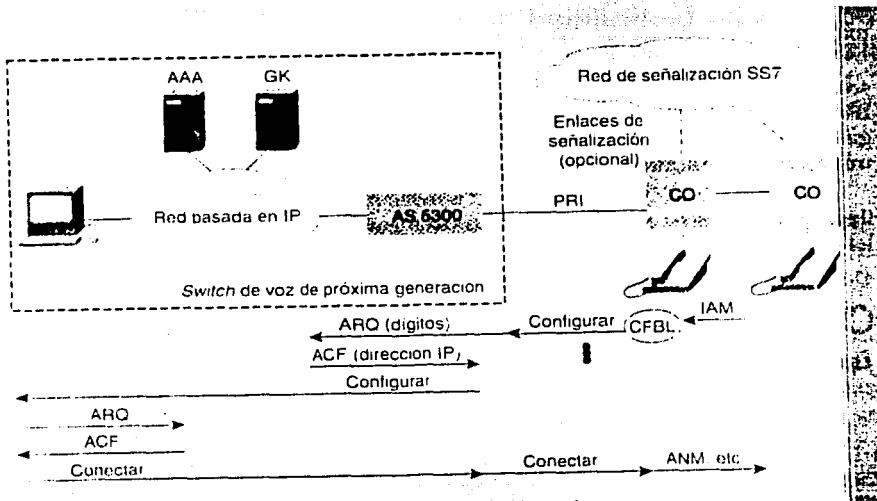 AAA
GK
Red de señalización SS7
Enlaces de
señalización
(opcional)
CO
CO
Red basada en IP
AS 5300
PRI
Switch de voz de próxima generación
ARQ (dígitos)
Configurar
CFBL
IAM
ACF (dirección IP)
Configurar
ARQ
ACF
Conectar
Conectar
ANM, etc